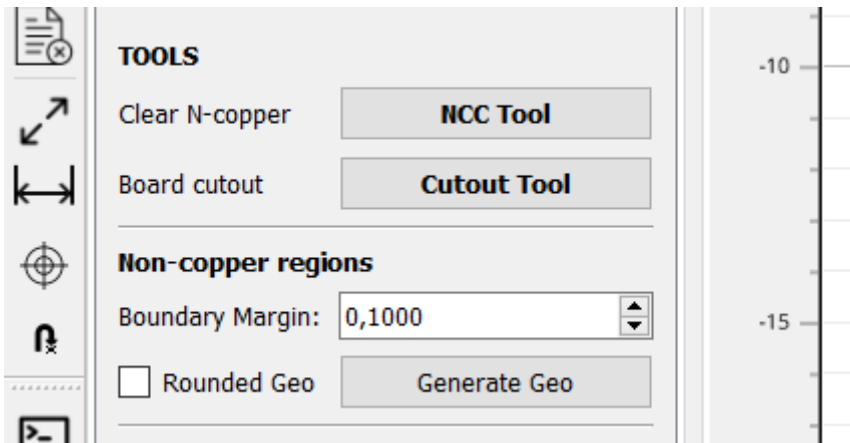 TOOLS
Clear N-copper NCC Tool
Board cutout Cutout Tool
Non-copper regions
Boundary Margin: 0,1000
Rounded Geo Generate Geo
-10
-15